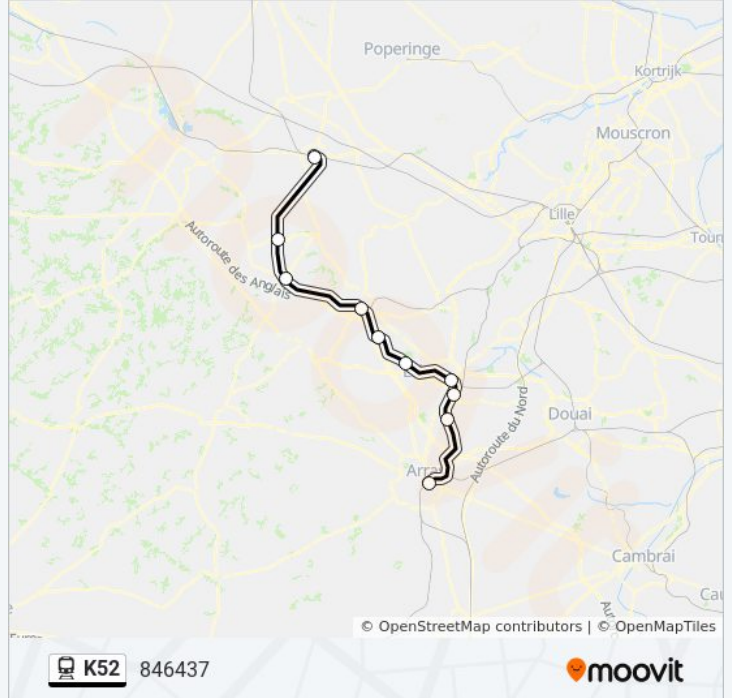 Poperinge
Kortrijk
Mouscron
Lille
Tour
Autoroute des Anglais
Autoroute du Nord
Douai
Arra
Cambrai
Cau
Aut
© OpenStreetMap contributors | © OpenMapTiles
K52 846437
moovit